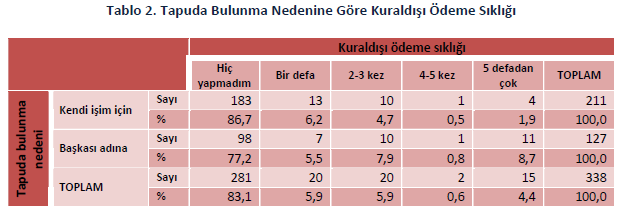 Tablo 2. Tapuda Bulunma Nedenine Göre Kuraldışı Ödeme Sıklığı
Kuraldışı ödeme sıklığı
Hiç yapmadım Bir defa 2-3 kez 4-5 kez 5 defadan çok TOPLAM
Tapuda bulunma nedeni
Kendi işim için Sayı 183 13 10 1 4 211
% 86,7 6,2 4,7 0,5 1,9 100,0
Başkası adına Sayı 98 7 10 1 11 127
% 77,2 5,5 7,9 0,8 8,7 100,0
TOPLAM Sayı 281 20 20 2 15 338
% 83,1 5,9 5,9 0,6 4,4 100,0